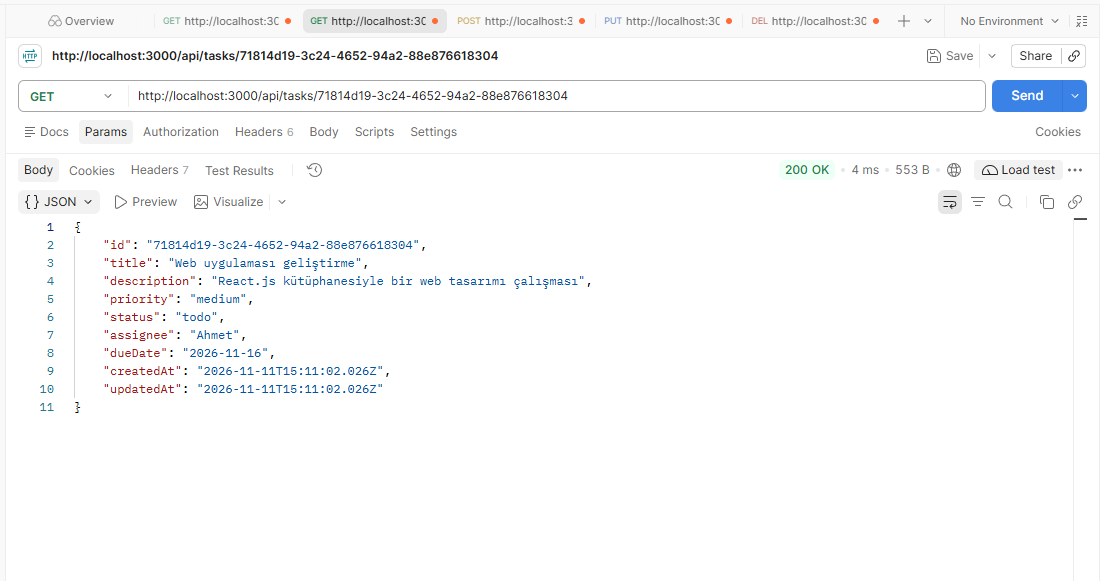 Overview GET http://localhost:30 GET http://localhost:30 POST http://localhost:3 PUT http://localhost:30 DEL http://localhost:30 No Environment
HTTP http://localhost:3000/api/tasks/71814d19-3c24-4652-94a2-88e876618304 Save Share
GET http://localhost:3000/api/tasks/71814d19-3c24-4652-94a2-88e876618304 Send
Docs Params Authorization Headers 6 Body Scripts Settings Cookies
Body Cookies Headers 7 Test Results 200 OK • 4 ms • 553 B • Load test
{} JSON Preview Visualize
1 {
2 "id": "71814d19-3c24-4652-94a2-88e876618304",
3 "title": "Web uygulaması geliştirme",
4 "description": "React.js kütüphanesiyle bir web tasarımı çalışması",
5 "priority": "medium",
6 "status": "todo",
7 "assignee": "Ahmet",
8 "dueDate": "2026-11-16",
9 "createdAt": "2026-11-11T15:11:02.026Z",
10 "updatedAt": "2026-11-11T15:11:02.026Z"
11 }